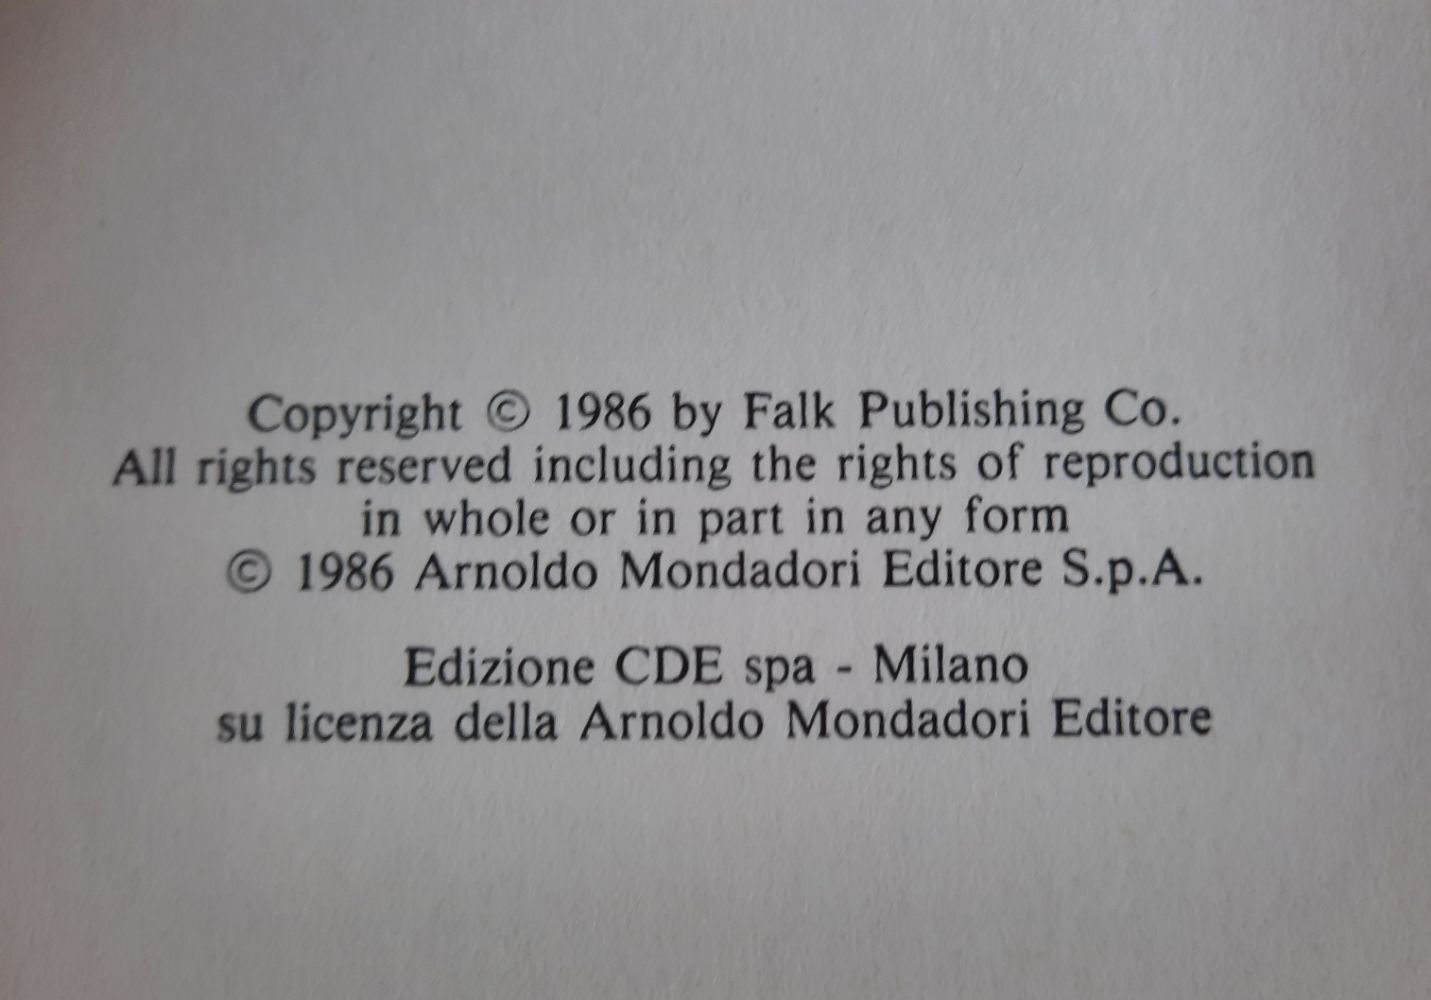 Copyright © 1986 by Falk Publishing Co.
All rights reserved including the rights of reproduction
in whole or in part in any form
© 1986 Arnoldo Mondadori Editore S.p.A.
Edizione CDE spa - Milano
su licenza della Arnoldo Mondadori Editore